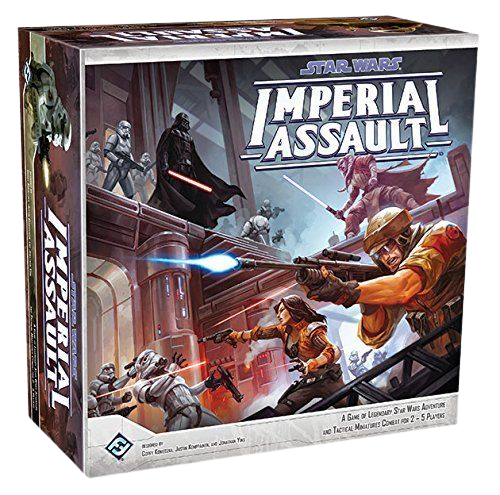 STAR WARS
IMPERIAL
ASSAULT
A Game of Legendary Star Wars Adventure
and Tactical Miniatures Combat for 2 - 5 Players
DESIGNED BY
Corey Konieczka, Justin Kemppainen, and Jonathan Ying
STAR WARS
IMPERIAL
ASSAULT